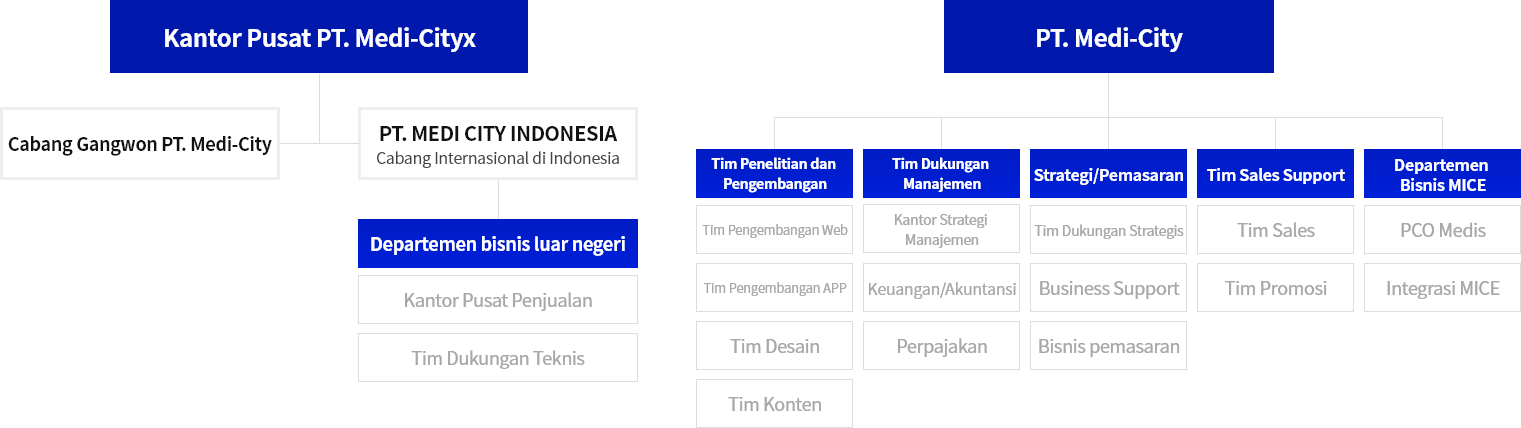 Kantor Pusat PT. Medi-Cityx
Cabang Gangwon PT. Medi-City
PT. MEDI CITY INDONESIA
Cabang Internasional di Indonesia
Departemen bisnis luar negeri
Kantor Pusat Penjualan
Tim Dukungan Teknis
PT. Medi-City
Tim Penelitian dan
Pengembangan
Tim Pengembangan Web
Tim Pengembangan APP
Tim Desain
Tim Konten
Tim Dukungan
Manajemen
Kantor Strategi
Manajemen
Keuangan/Akuntansi
Perpajakan
Strategi/Pemasaran
Tim Dukungan Strategis
Business Support
Bisnis pemasaran
Tim Sales Support
Tim Sales
Tim Promosi
Departemen
Bisnis MICE
PCO Medis
Integrasi MICE